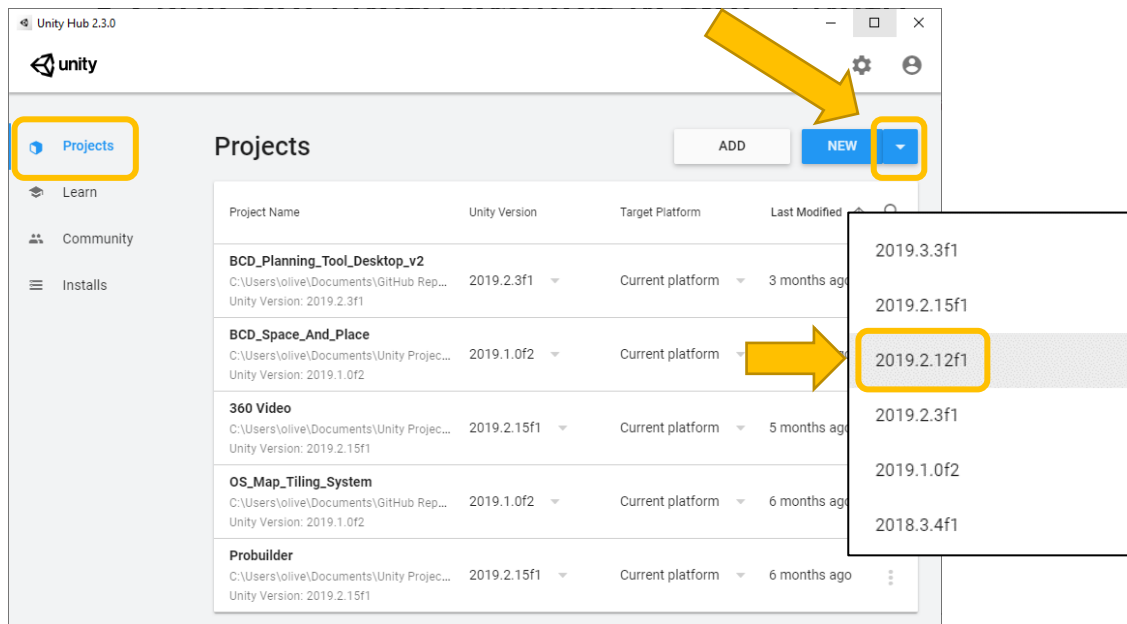 Unity Hub 2.3.0
unity
Projects
Learn
Community
Installs
Projects
ADD
NEW
Project Name
Unity Version
Target Platform
Last Modified
BCD_Planning_Tool_Desktop_v2
C:\Users\olive\Documents\GitHub Rep...
Unity Version: 2019.2.3f1
2019.2.3f1
Current platform
3 months ago
BCD_Space_And_Place
C:\Users\olive\Documents\Unity Projec...
Unity Version: 2019.1.0f2
2019.1.0f2
Current platform
360 Video
C:\Users\olive\Documents\Unity Projec...
Unity Version: 2019.2.15f1
2019.2.15f1
Current platform
5 months ago
OS_Map_Tiling_System
C:\Users\olive\Documents\GitHub Rep...
Unity Version: 2019.1.0f2
2019.1.0f2
Current platform
6 months ago
Probuilder
C:\Users\olive\Documents\Unity Projec...
Unity Version: 2019.2.15f1
2019.2.15f1
Current platform
6 months ago
2019.3.3f1
2019.2.15f1
2019.2.12f1
2019.2.3f1
2019.1.0f2
2018.3.4f1